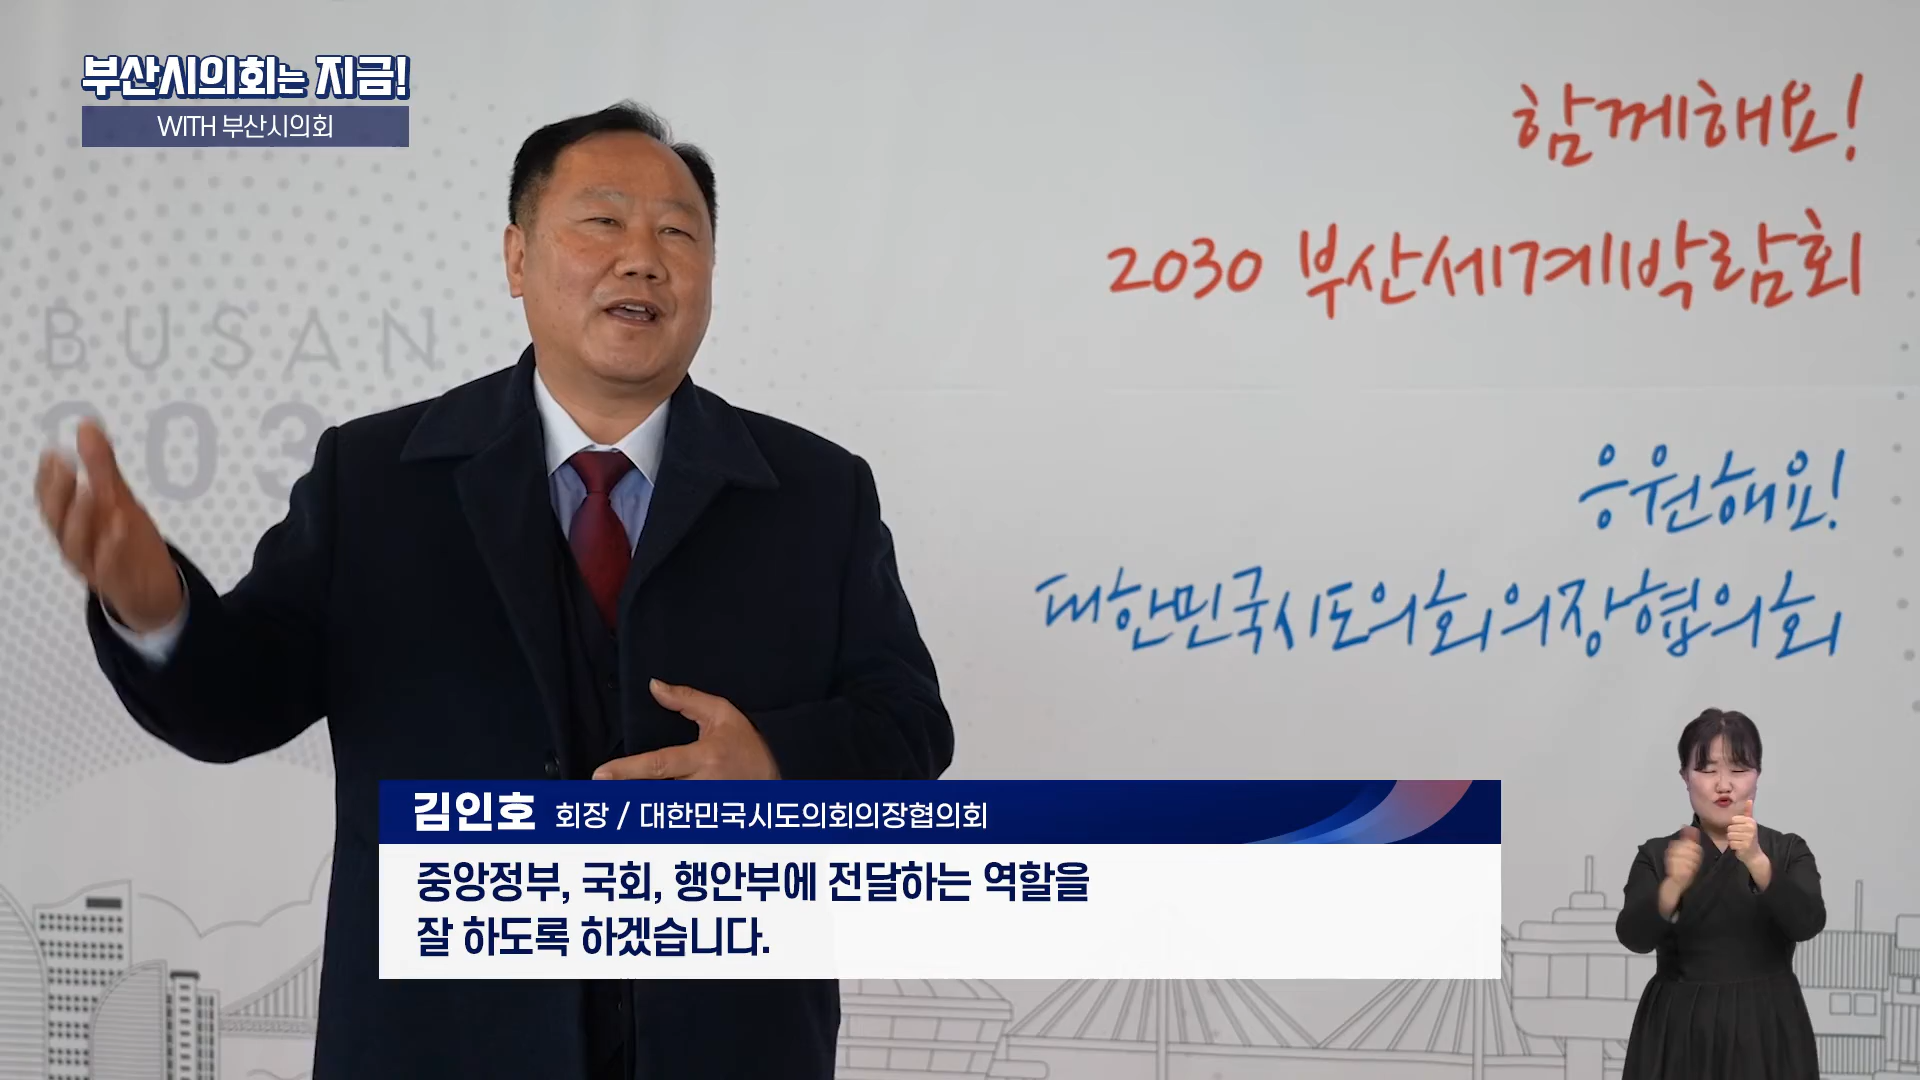 부산시의회는 지금!
WITH 부산시의회
함께해요!
2030 부산세계박람회
BUSAN
203
응원해요!
대한민국시도의회의장협의회
김인호 회장 / 대한민국시도의회의장협의회
중앙정부, 국회, 행안부에 전달하는 역할을
잘 하도록 하겠습니다.